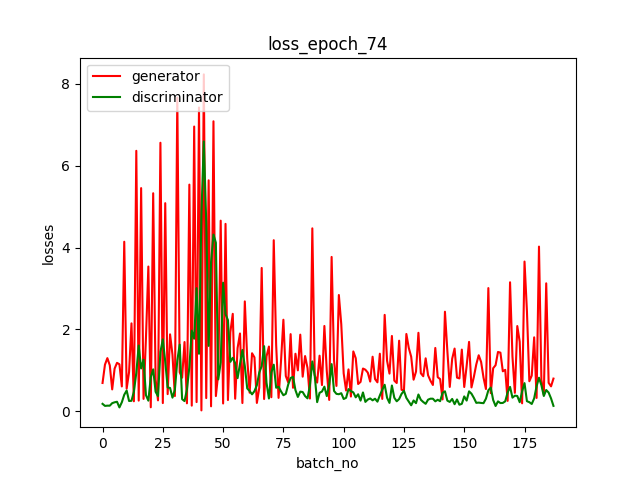 loss_epoch_74
generator
discriminator
8
6
4
2
0
losses
0 25 50 75 100 125 150 175
batch_no